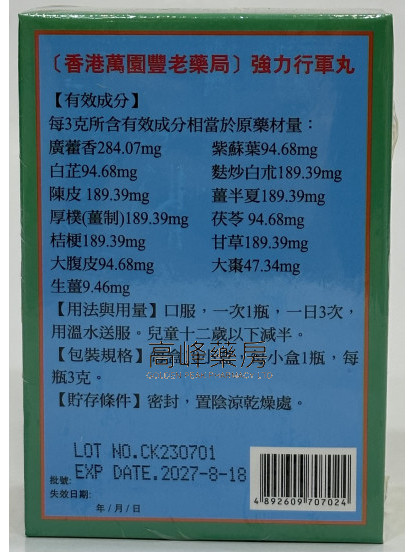 〔香港萬園豐老藥局〕強力行軍丸
【有效成分】
每3克所含有效成分相當於原藥材量：
廣藿香284.07mg 紫蘇葉94.68mg
白芷94.68mg 麩炒白朮189.39mg
陳皮 189.39mg 薑半夏189.39mg
厚樸(薑制)189.39mg 茯苓 94.68mg
桔梗189.39mg 甘草189.39mg
大腹皮94.68mg 大棗47.34mg
生薑9.46mg
【用法與用量】口服，一次1瓶，一日3次，
用溫水送服。兒童十二歲以下減半。
【包裝規格】 小盒1瓶，每
瓶3克。
高峰藥房
【貯存條件】密封，置陰涼乾燥處。
LOT NO.CK230701
EXP DATE.2027-8-18
批號:
失效日期:
年/月/日
4 892609 707024